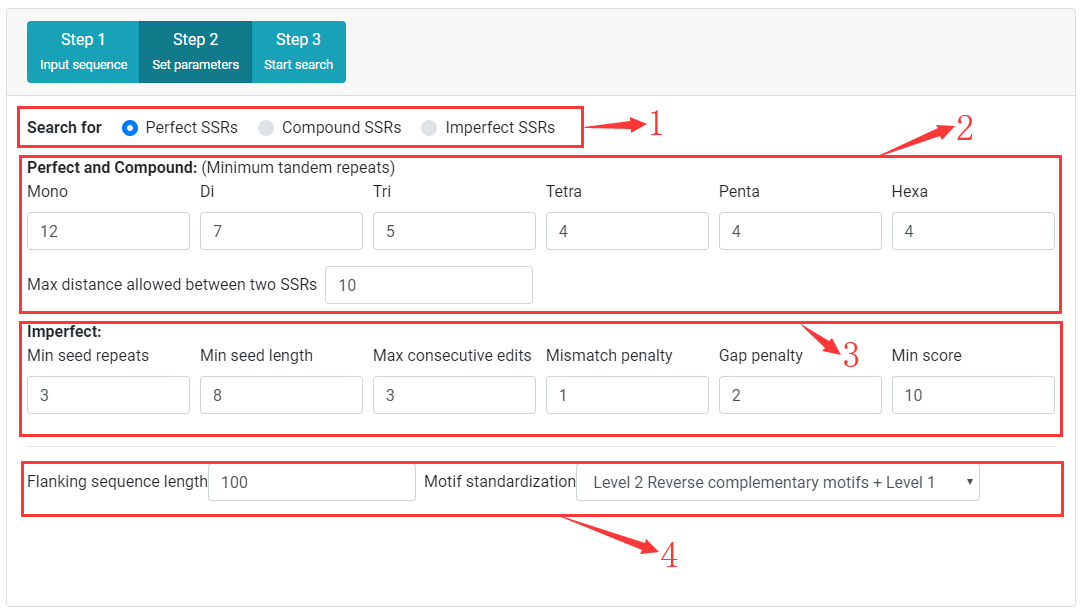 Step 1 Step 2 Step 3
Input sequence Set parameters Start search
Search for Perfect SSRs Compound SSRs Imperfect SSRs 1
2
Perfect and Compound: (Minimum tandem repeats)
Mono Di Tri Tetra Penta Hexa
12 7 5 4 4 4
Max distance allowed between two SSRs 10
Imperfect:
Min seed repeats Min seed length Max consecutive edits Mismatch penalty Gap penalty 3 Min score
3 8 3 1 2 10
Flanking sequence length 100 Motif standardization Level 2 Reverse complementary motifs + Level 1
4